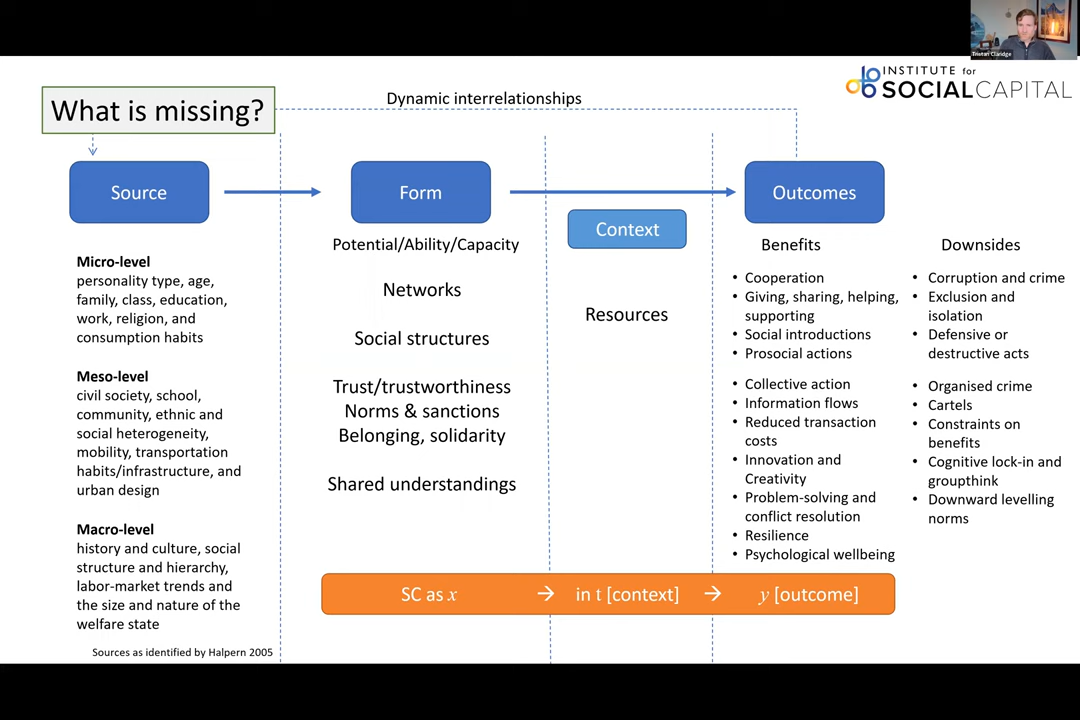 Tristan Claridge
INSTITUTE for
SOCIALCAPITAL
What is missing?
Dynamic interrelationships
Source
Form
Context
Outcomes
Micro-level
personality type, age,
family, class, education,
work, religion, and
consumption habits
Meso-level
civil society, school,
community, ethnic and
social heterogeneity,
mobility, transportation
habits/infrastructure, and
urban design
Macro-level
history and culture, social
structure and hierarchy,
labor-market trends and
the size and nature of the
welfare state
Sources as identified by Halpern 2005
Potential/Ability/Capacity
Networks
Social structures
Trust/trustworthiness
Norms & sanctions
Belonging, solidarity
Shared understandings
Resources
Benefits
• Cooperation
• Giving, sharing, helping,
supporting
• Social introductions
• Prosocial actions
• Collective action
• Information flows
• Reduced transaction
costs
• Innovation and
Creativity
• Problem-solving and
conflict resolution
• Resilience
• Psychological wellbeing
Downsides
• Corruption and crime
• Exclusion and
isolation
• Defensive or
destructive acts
• Organised crime
• Cartels
• Constraints on
benefits
• Cognitive lock-in and
groupthink
• Downward levelling
norms
SC as x → in t [context] → y [outcome]